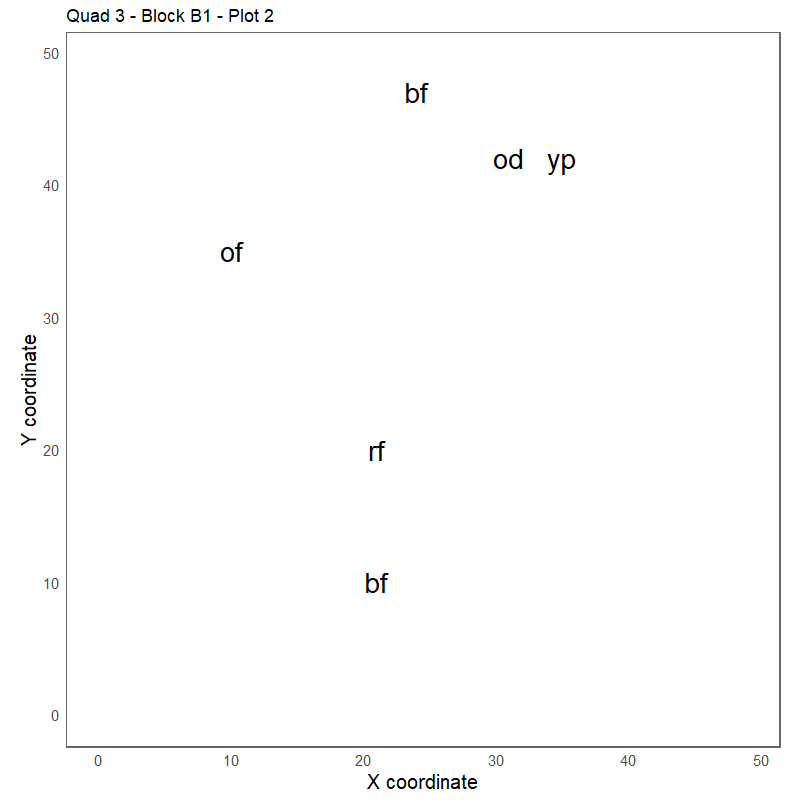 Quad 3 - Block B1 - Plot 2
50
bf
od yp
40
of
30
Y coordinate
rf
20
bf
10
0
0 10 20 30 40 50
X coordinate